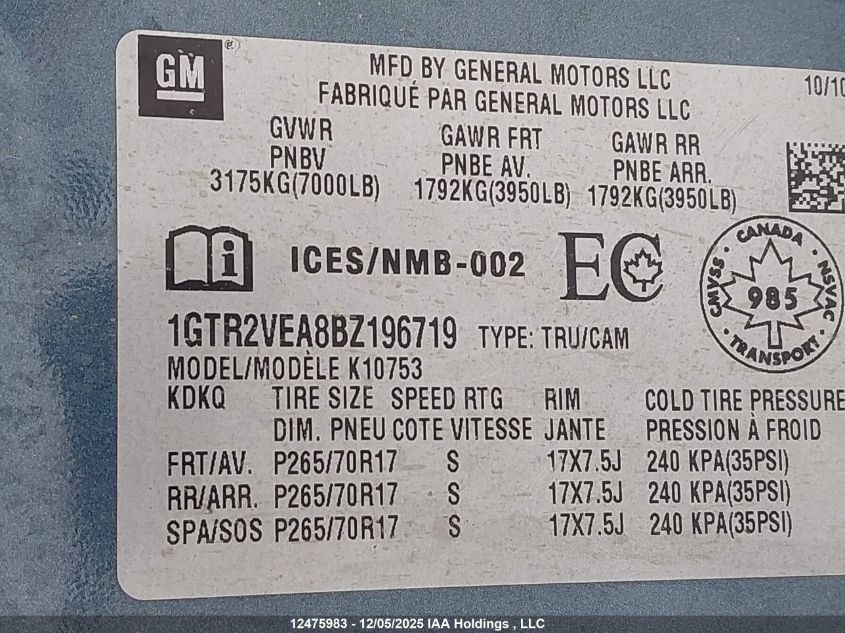 GM
®
MFD BY GENERAL MOTORS LLC
FABRIQUÉ PAR GENERAL MOTORS LLC
10/10
GVWR GAWR FRT GAWR RR
PNBV PNBE AV. PNBE ARR.
3175KG(7000LB) 1792KG(3950LB) 1792KG(3950LB)
i ICES/NMB-002 EC
CANADA
CMVSS 985 NSVAC
TRANSPORT
1GTR2VEA8BZ196719 TYPE: TRU/CAM
MODEL/MODÈLE K10753
KDKQ TIRE SIZE SPEED RTG RIM COLD TIRE PRESSURE
DIM. PNEU COTE VITESSE JANTE PRESSION À FROID
FRT/AV. P265/70R17 S 17X7.5J 240 KPA(35PSI)
RR/ARR. P265/70R17 S 17X7.5J 240 KPA(35PSI)
SPA/SOS P265/70R17 S 17X7.5J 240 KPA(35PSI)
12475983 - 12/05/2025 IAA Holdings , LLC